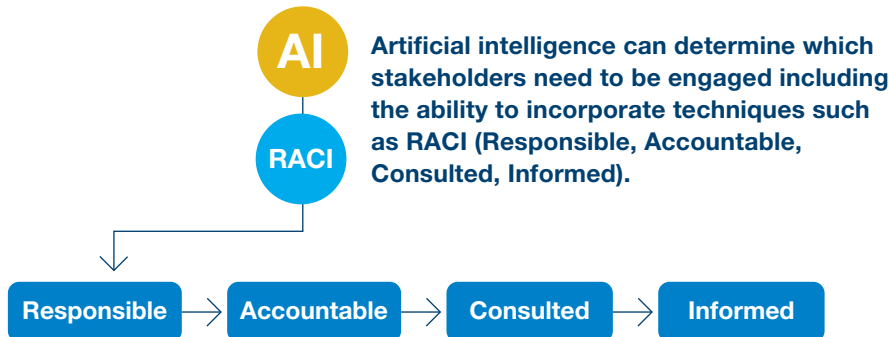 AI
Artificial intelligence can determine which
stakeholders need to be engaged including
the ability to incorporate techniques such
as RACI (Responsible, Accountable,
Consulted, Informed).
RACI
Responsible
Accountable
Consulted
Informed